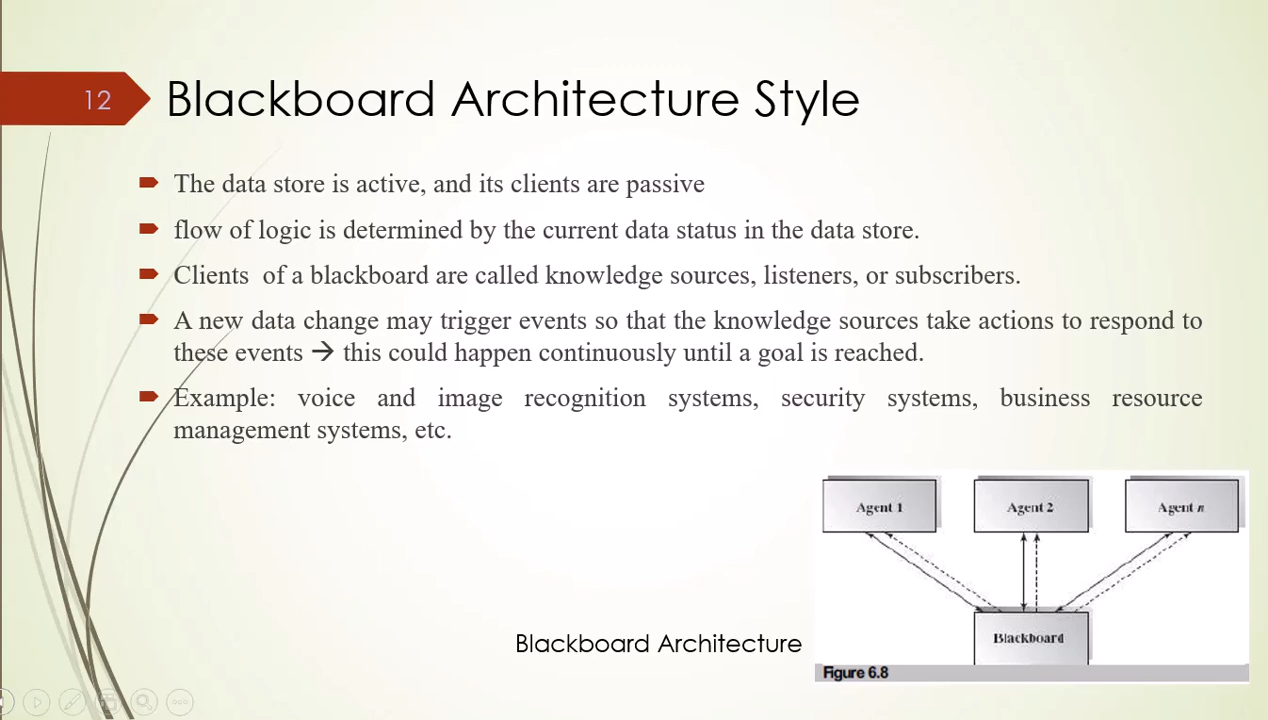 12
Blackboard Architecture Style
The data store is active, and its clients are passive
flow of logic is determined by the current data status in the data store.
Clients of a blackboard are called knowledge sources, listeners, or subscribers.
A new data change may trigger events so that the knowledge sources take actions to respond to
these events → this could happen continuously until a goal is reached.
Example: voice and image recognition systems, security systems, business resource
management systems, etc.
Agent 1
Agent 2
Agent n
Blackboard
Blackboard Architecture
Figure 6.8